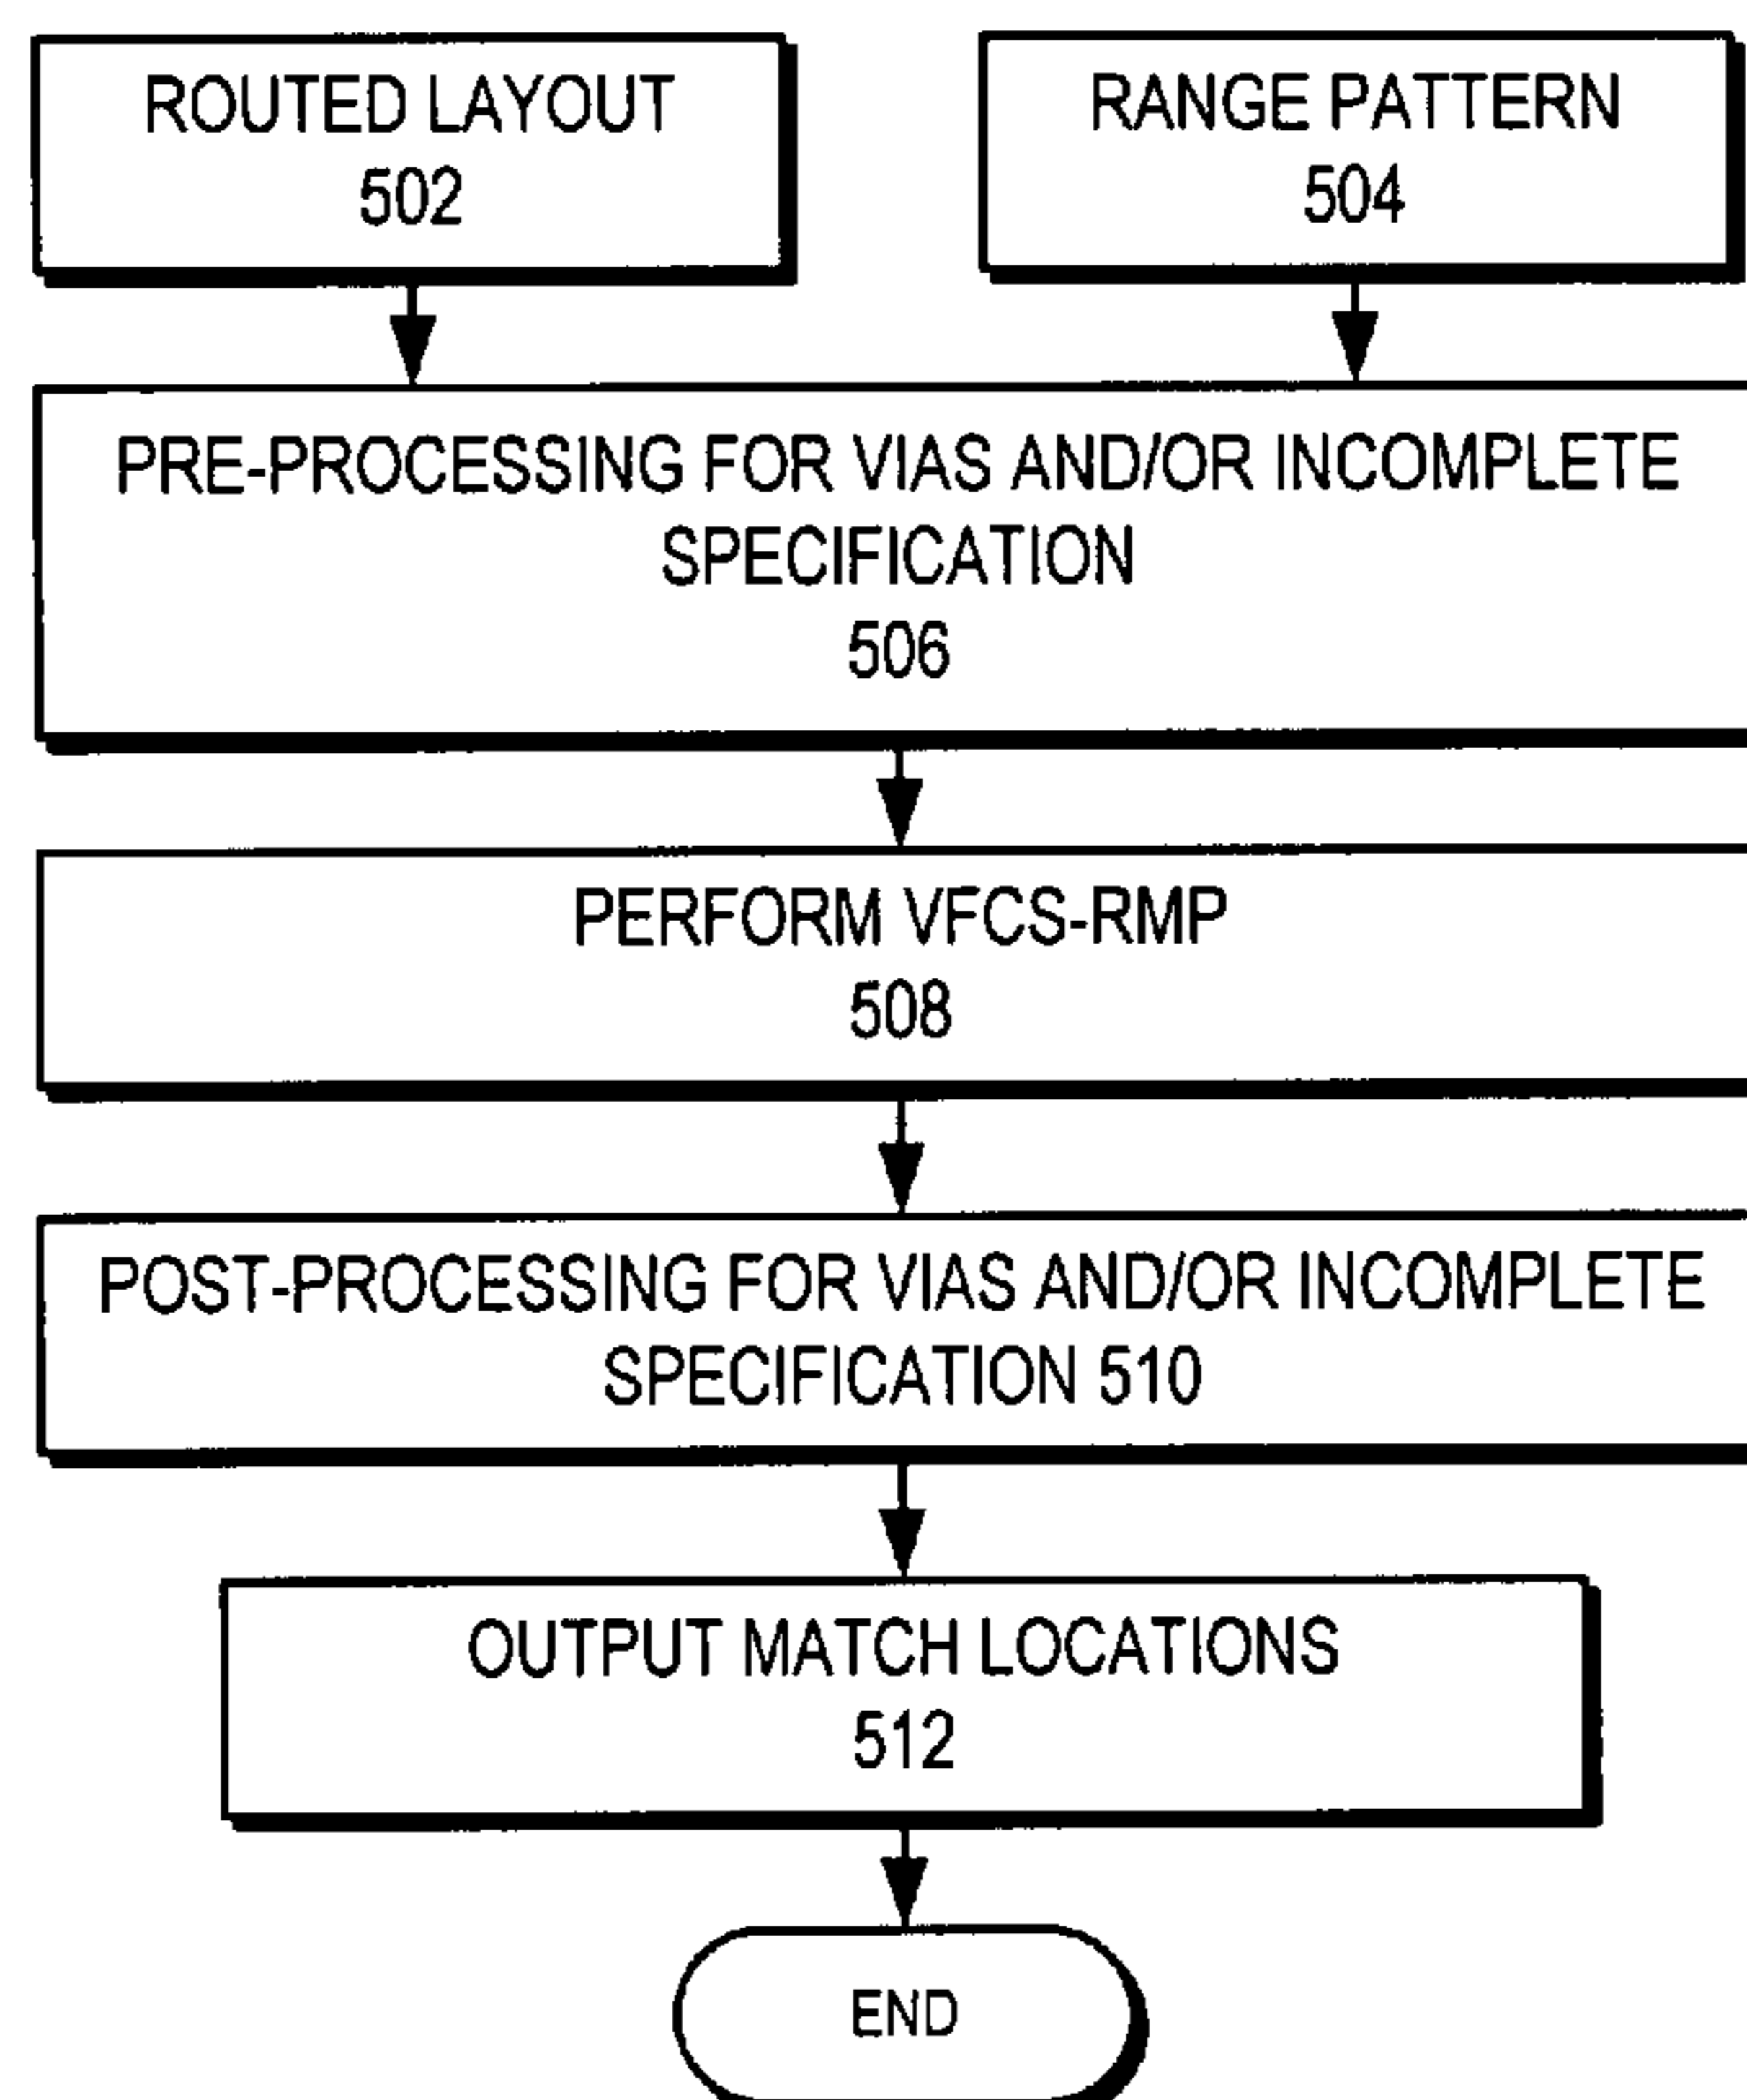 ROUTED LAYOUT
502
RANGE PATTERN
504
PRE-PROCESSING FOR VIAS AND/OR INCOMPLETE
SPECIFICATION
506
PERFORM VFCS-RMP
508
POST-PROCESSING FOR VIAS AND/OR INCOMPLETE
SPECIFICATION 510
OUTPUT MATCH LOCATIONS
512
END